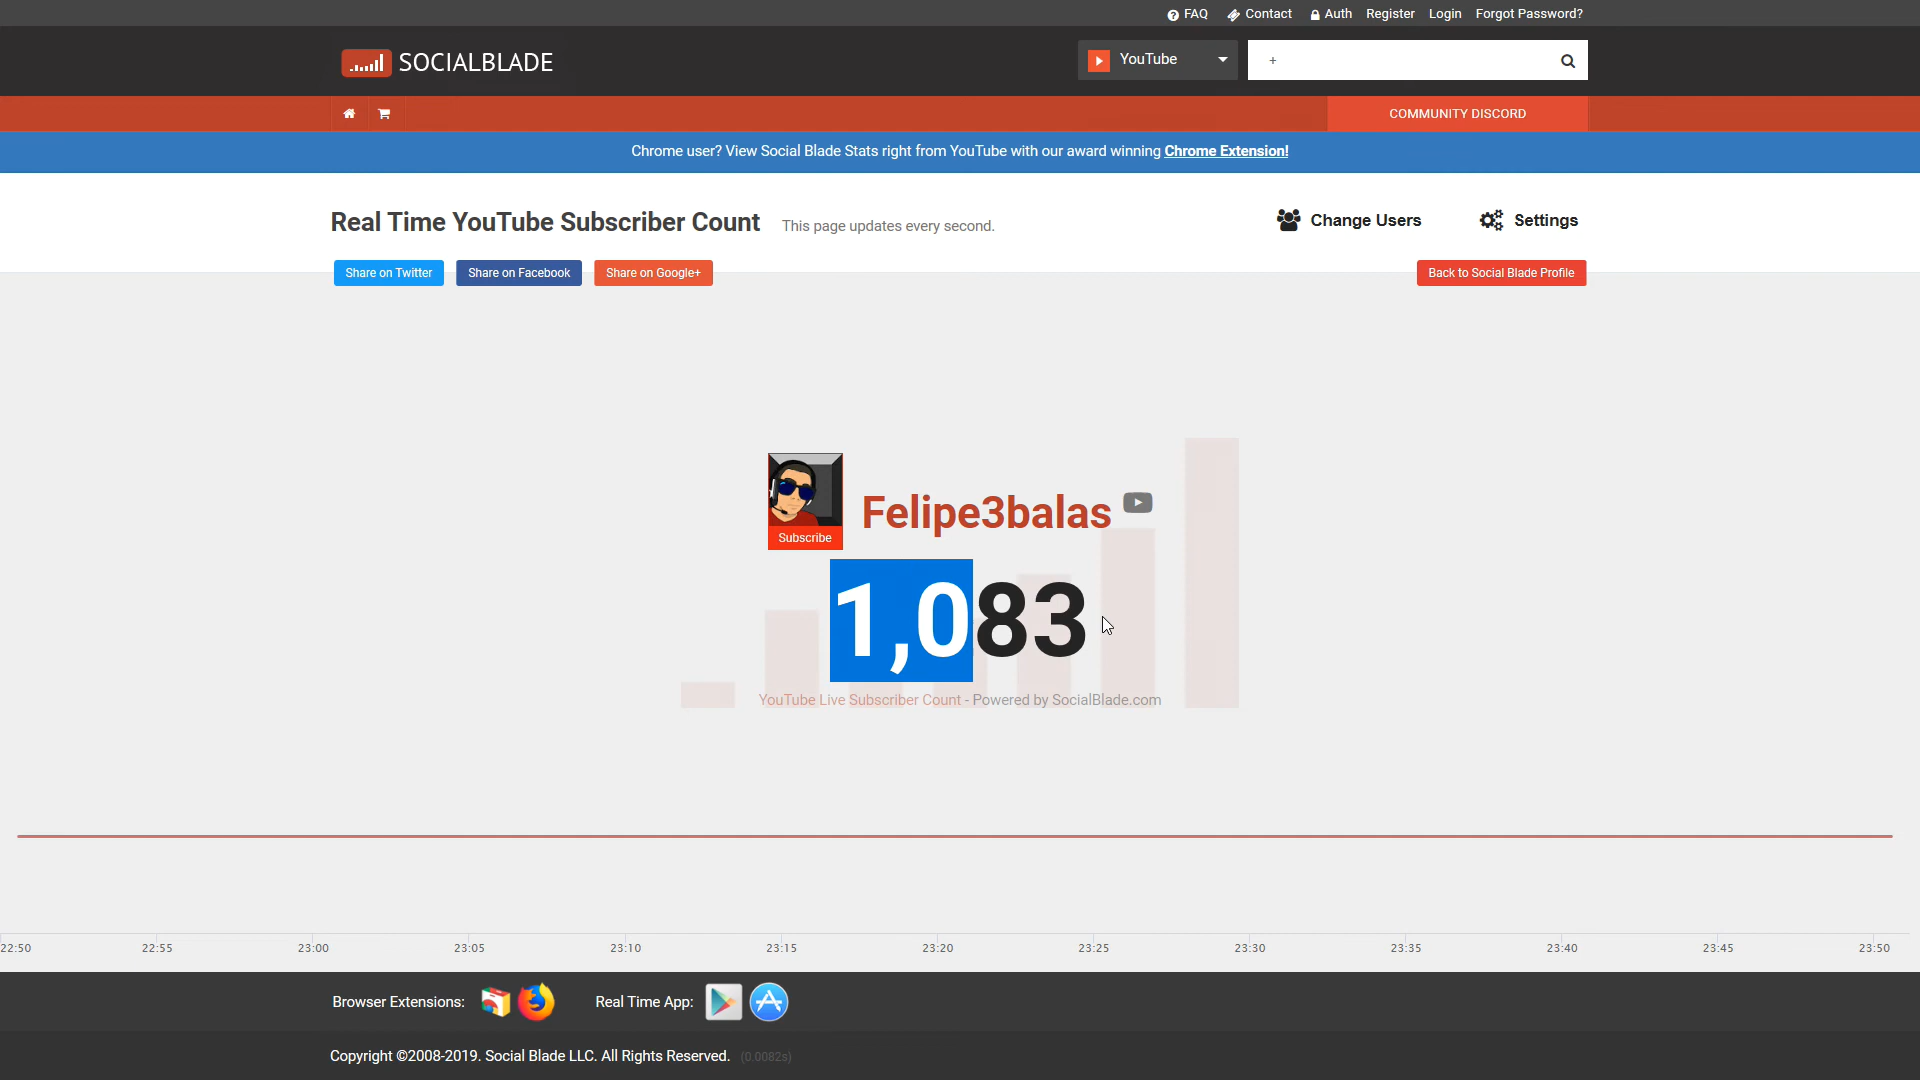 FAQ Contact Auth Register Login Forgot Password?
SOCIALBLADE
YouTube
+
COMMUNITY DISCORD
Chrome user? View Social Blade Stats right from YouTube with our award winning Chrome Extension!
Real Time YouTube Subscriber Count This page updates every second.
Change Users Settings
Share on Twitter Share on Facebook Share on Google+
Back to Social Blade Profile
Felipe3balas
Subscribe
1,083
YouTube Live Subscriber Count - Powered by SocialBlade.com
22:50 22:55 23:00 23:05 23:10 23:15 23:20 23:25 23:30 23:35 23:40 23:45 23:50
Browser Extensions: Real Time App:
Copyright ©2008-2019. Social Blade LLC. All Rights Reserved. (0.0082s)